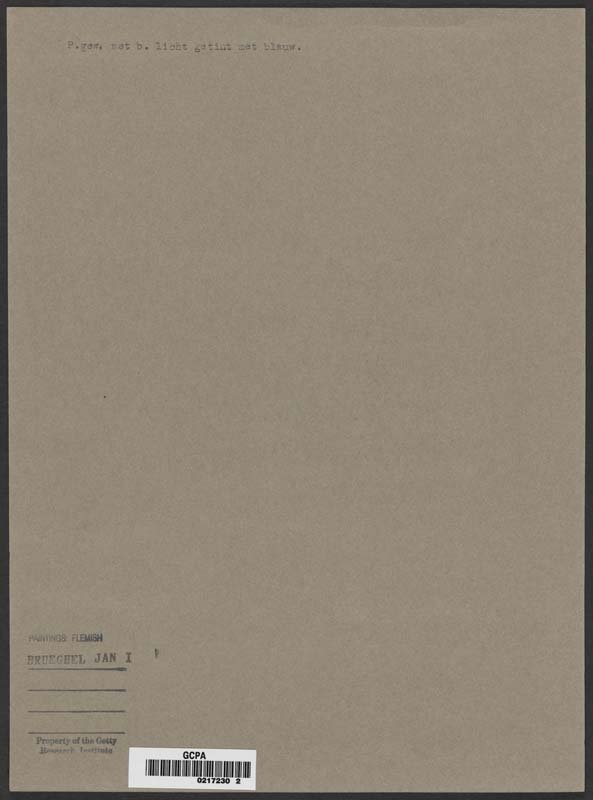 P.gew. met b. licht getint met blauw.
PAINTINGS: FLEMISH
BRUEGHEL JAN I
Property of the Getty
Research Institute
GCPA
0217230 2